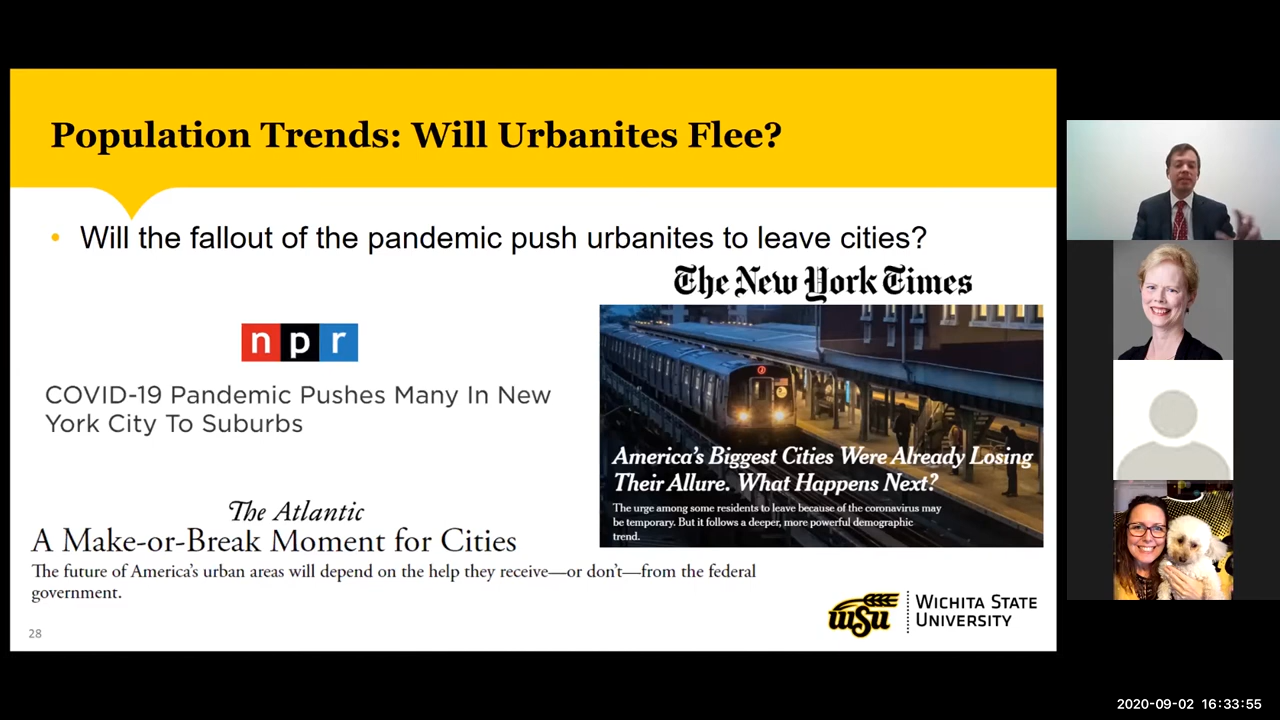 Population Trends: Will Urbanites Flee?
• Will the fallout of the pandemic push urbanites to leave cities?
The New York Times
npr
COVID-19 Pandemic Pushes Many In New
York City To Suburbs
America's Biggest Cities Were Already Losing
Their Allure. What Happens Next?
The urge among some residents to leave because of the coronavirus may
be temporary. But it follows a deeper, more powerful demographic
trend.
The Atlantic
A Make-or-Break Moment for Cities
The future of America's urban areas will depend on the help they receive—or don't—from the federal
government.
WSU
WICHITA STATE
UNIVERSITY
28
2020-09-02 16:33:55